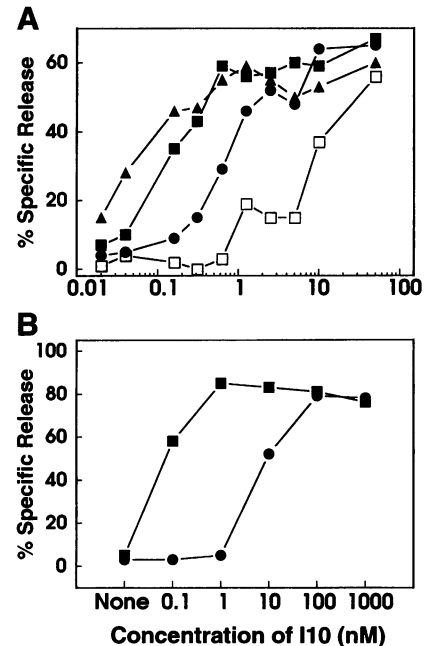 A
% Specific Release
60
40
20
0
0.01 0.1 1 10 100
B
% Specific Release
100
80
60
40
20
0
None 0.1 1 10 100 1000
Concentration of I10 (nM)